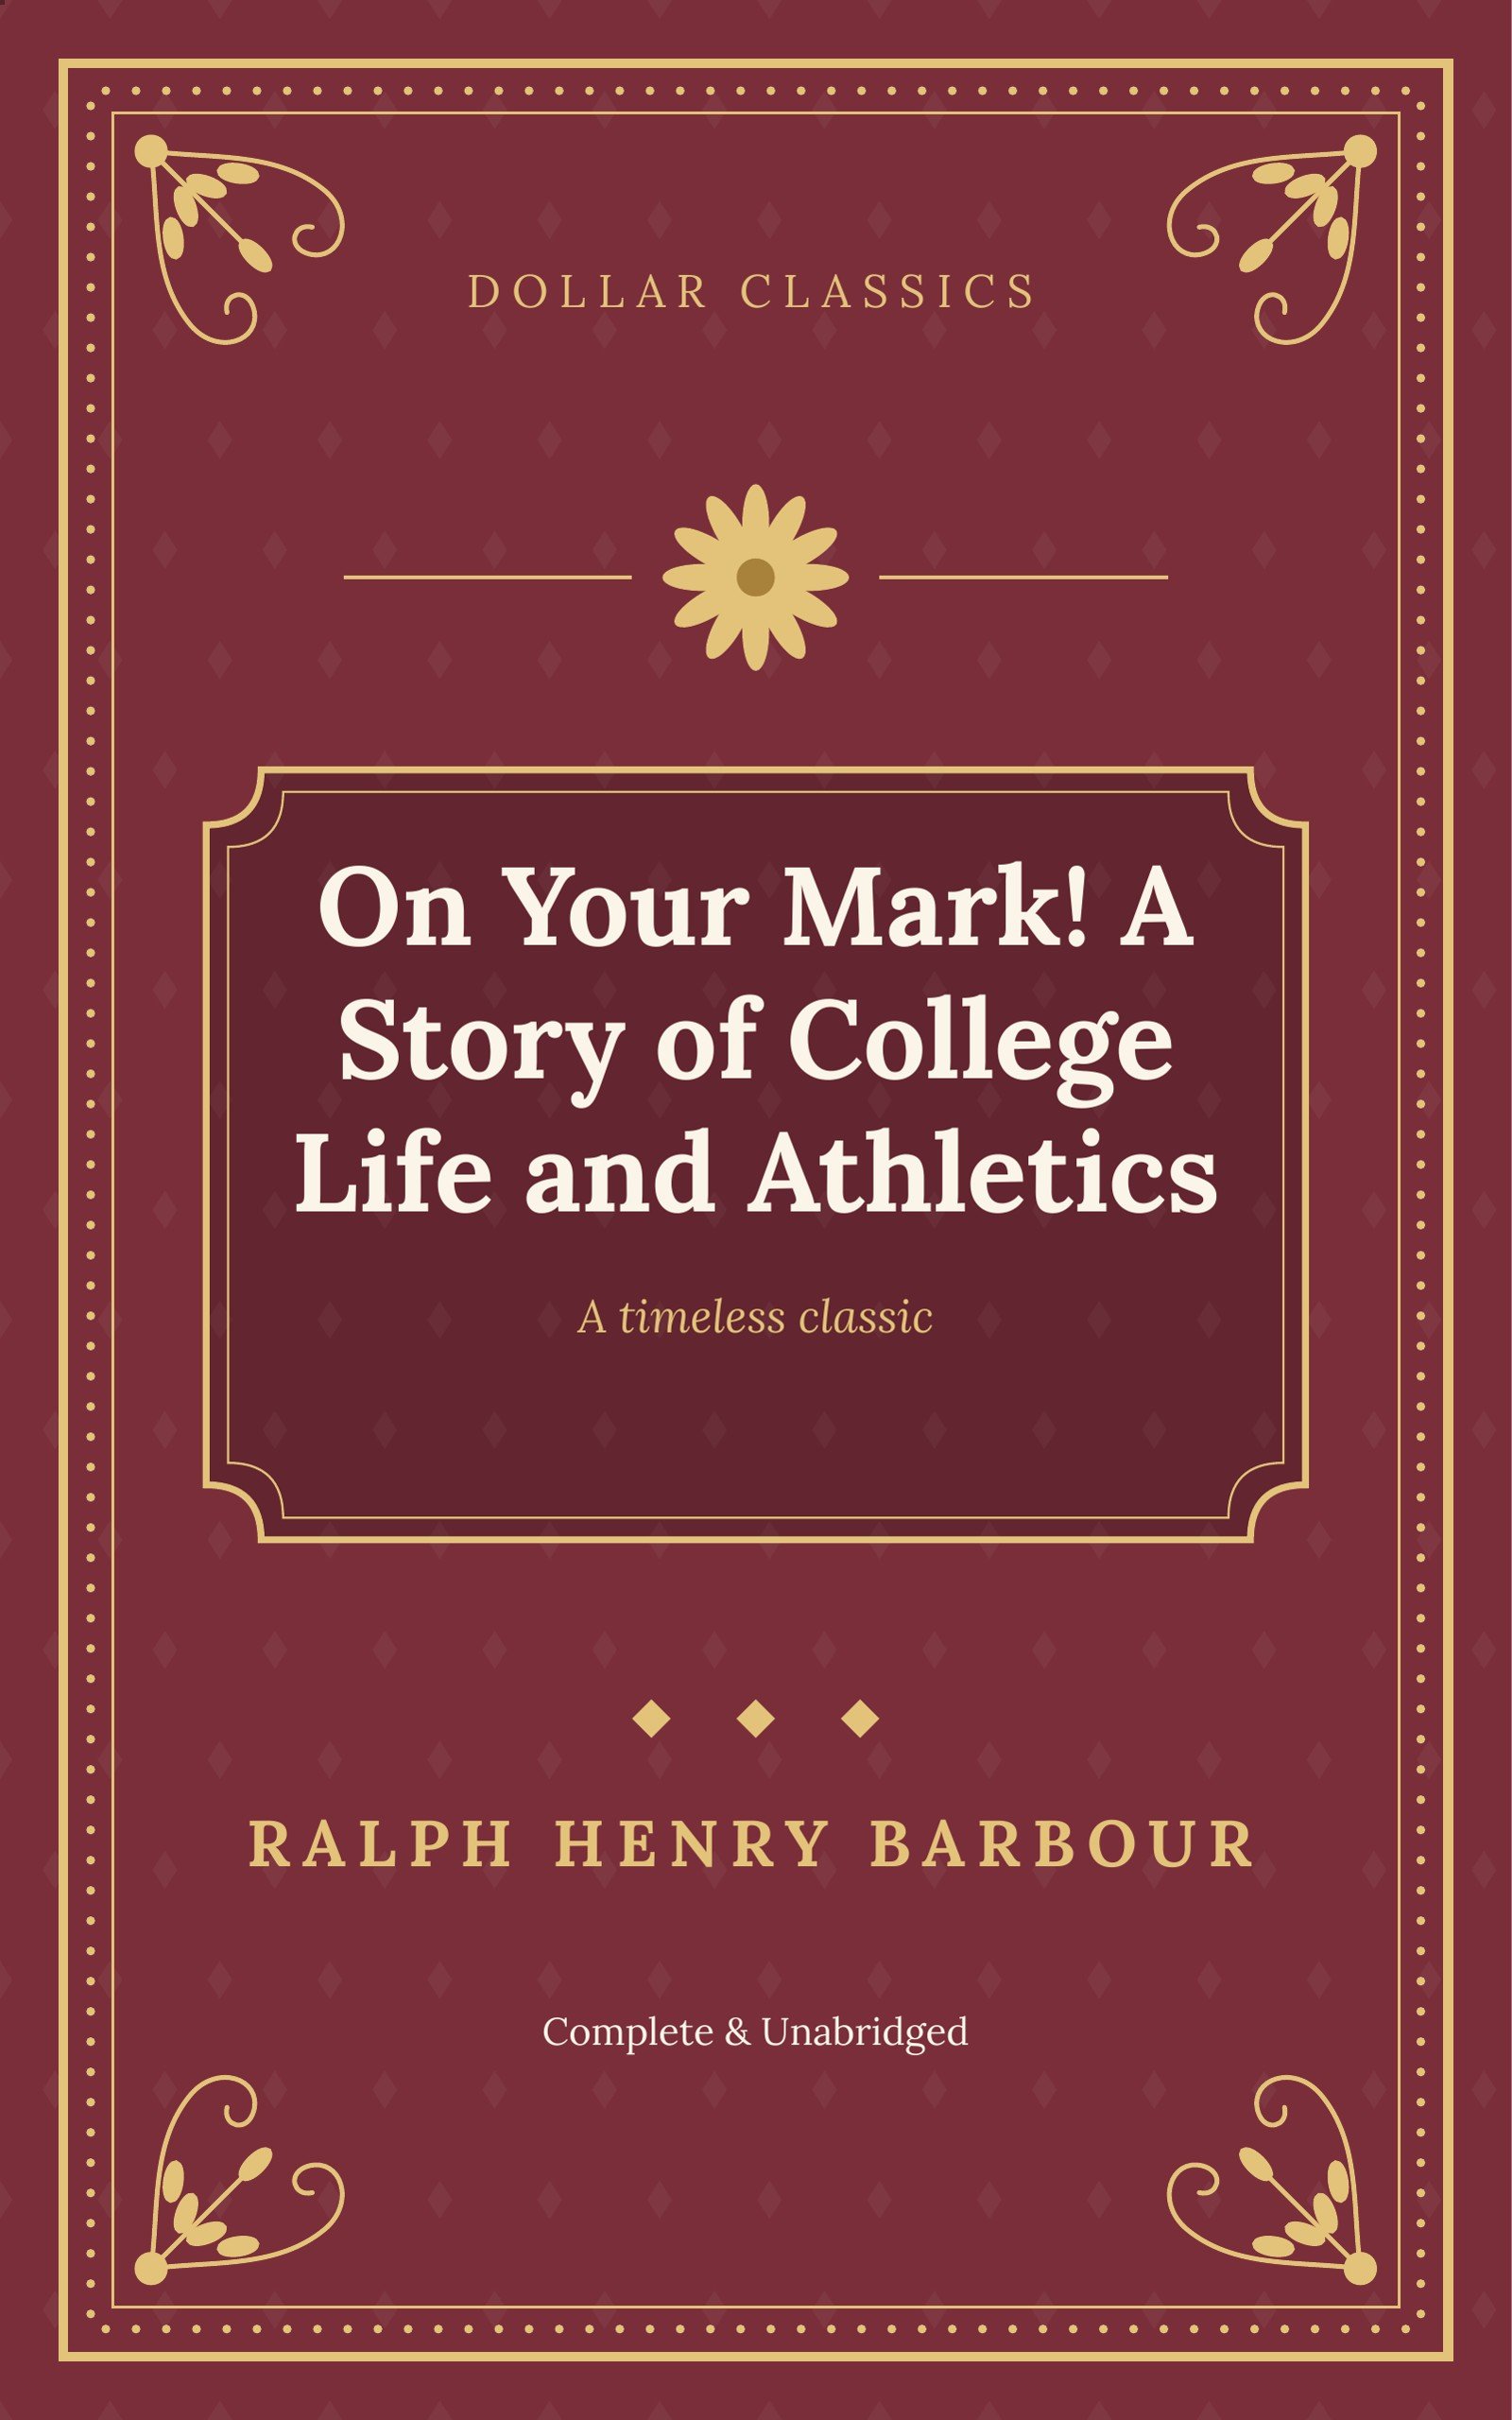 DOLLAR CLASSICS
On Your Mark! A
Story of College
Life and Athletics
A timeless classic
RALPH HENRY BARBOUR
Complete & Unabridged